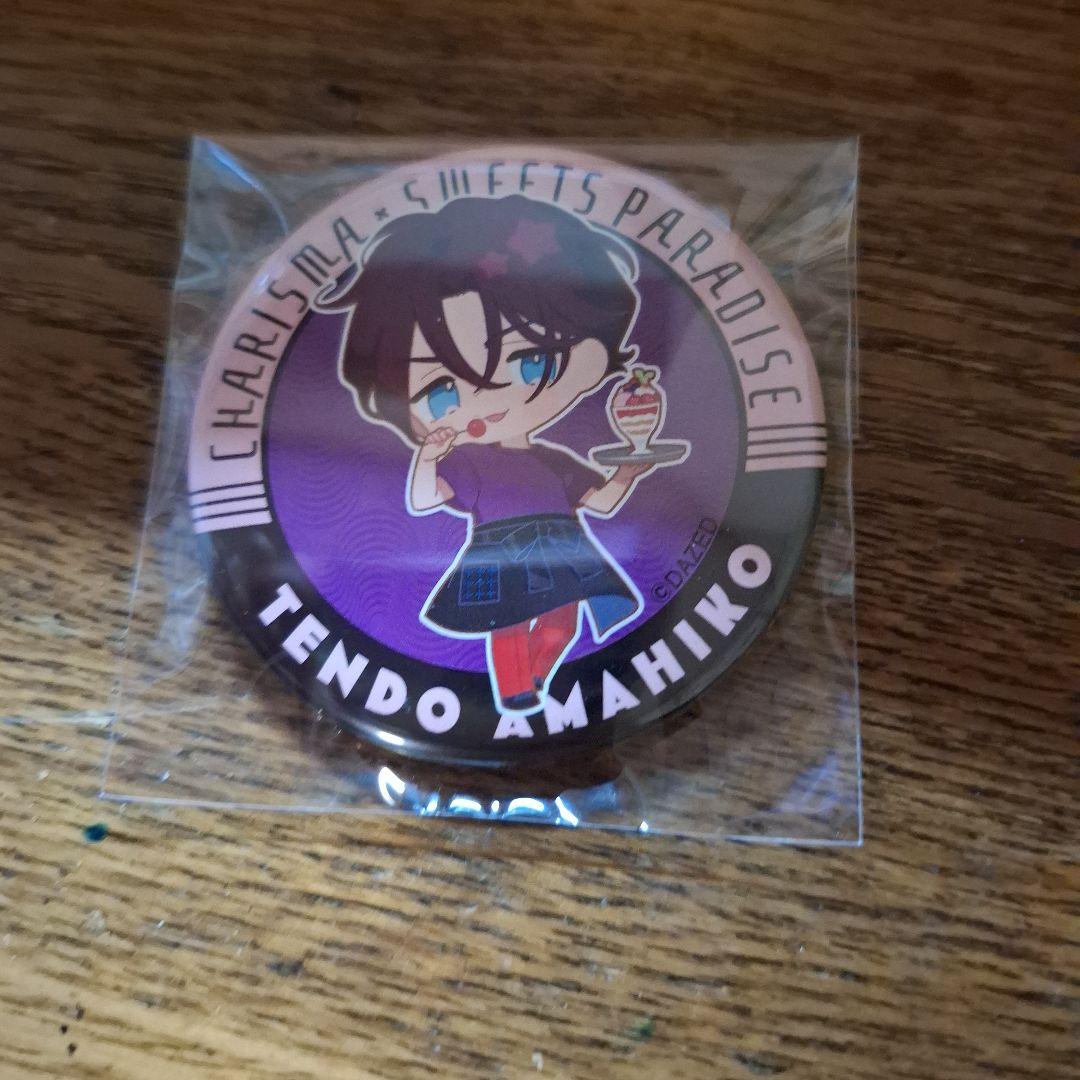 CHARISMA × SWEETS PARADISE
©DAZED
TENDO AMAHIKO